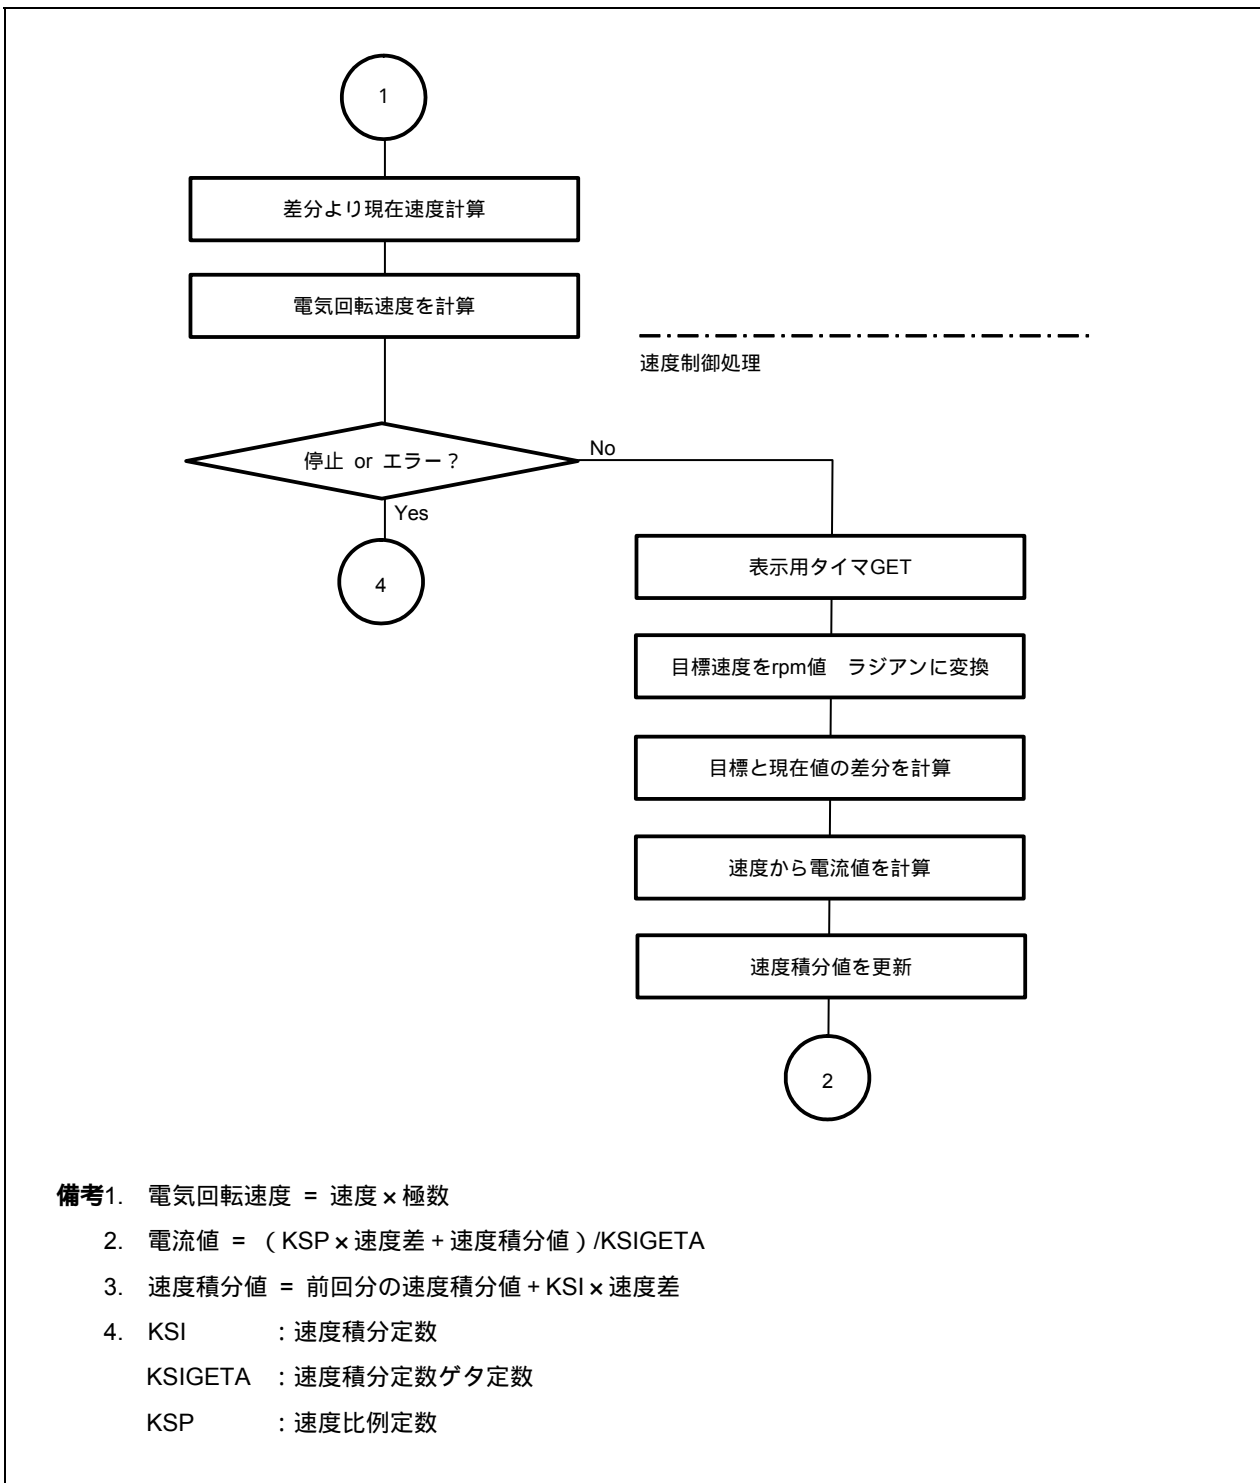 1
差分より現在速度計算
電気回転速度を計算
速度制御処理
停止 or エラー？
No
Yes
4
表示用タイマGET
目標速度をrpm値　ラジアンに変換
目標と現在値の差分を計算
速度から電流値を計算
速度積分値を更新
2
備考1. 電気回転速度 = 速度×極数
2. 電流値 = （KSP×速度差+速度積分値）/KSIGETA
3. 速度積分値 = 前回分の速度積分値+KSI×速度差
4. KSI ：速度積分定数
KSIGETA ：速度積分定数ゲタ定数
KSP ：速度比例定数